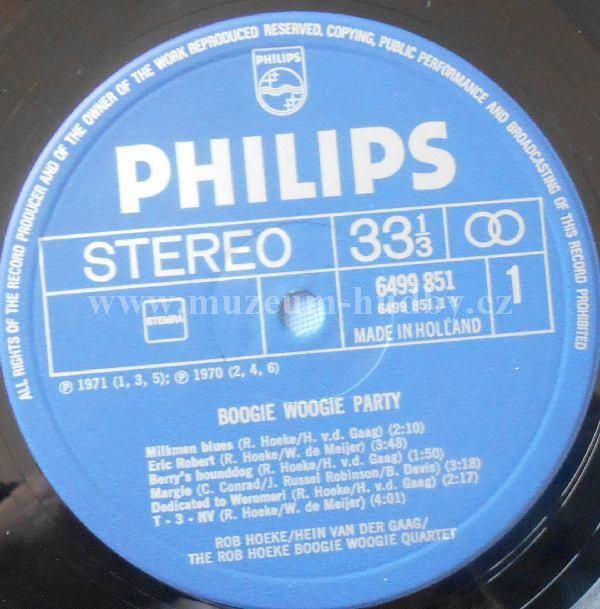 ALL RIGHTS OF THE RECORD PRODUCER AND OF THE OWNER OF THE WORK REPRODUCED RESERVED. COPYING, PUBLIC PERFORMANCE AND BROADCASTING OF THIS RECORD PROHIBITED
PHILIPS
PHILIPS
STEREO 33 1/3
STEMRA 6499 851 1
6499 851.1 Y
MADE IN HOLLAND
℗ 1971 (1, 3, 5); ℗ 1970 (2, 4, 6)
www.muzeum-hudby.cz
BOOGIE WOOGIE PARTY
Milkmen blues (R. Hoeke/H. v.d. Gaag) (2:10)
Eric Robert (R. Hoeke/W. de Meijer) (3:48)
Berry's hounddog (R. Hoeke/H. v.d. Gaag) (1:50)
Margie (C. Conrad/J. Russel Robinson/B. Davis) (3:18)
Dedicated to Weromeri (R. Hoeke/H. v.d. Gaag) (2:17)
T - 3 - NV (R. Hoeke/W. de Meijer) (4:01)
ROB HOEKE/HEIN VAN DER GAAG/
THE ROB HOEKE BOOGIE WOOGIE QUARTET